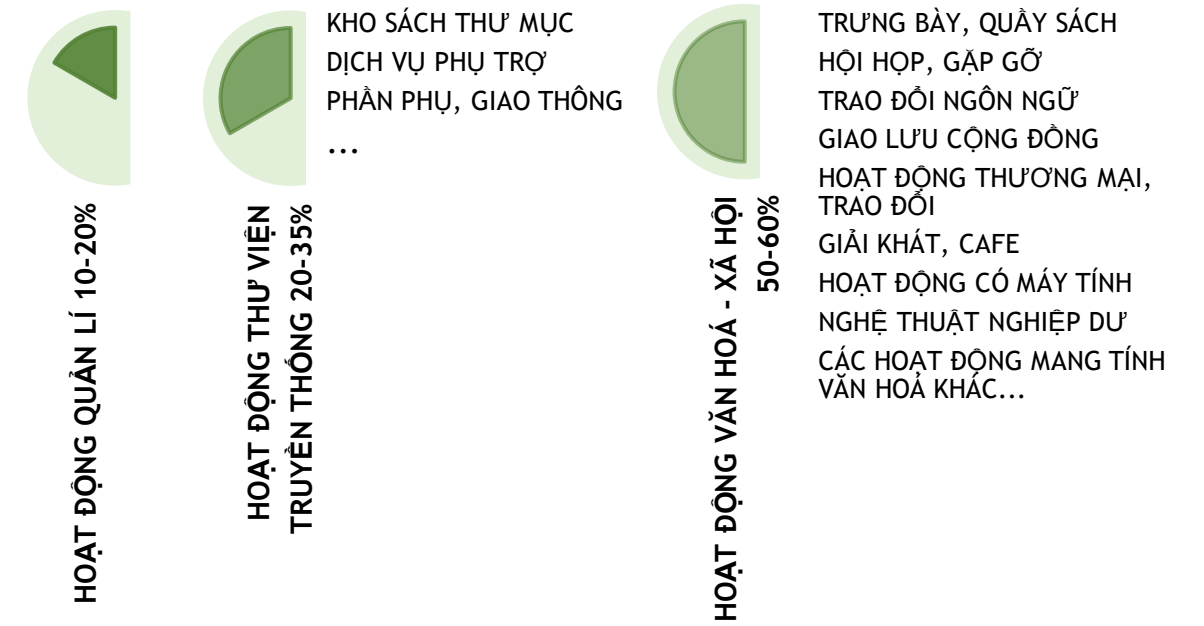 HOẠT ĐỘNG QUẢN LÍ 10-20%
HOẠT ĐỘNG THƯ VIỆN
TRUYỀN THỐNG 20-35%
KHO SÁCH THƯ MỤC
DỊCH VỤ PHỤ TRỢ
PHẦN PHỤ, GIAO THÔNG
...
HOẠT ĐỘNG VĂN HOÁ - XÃ HỘI
50-60%
TRƯNG BÀY, QUẦY SÁCH
HỘI HỌP, GẶP GỠ
TRAO ĐỔI NGÔN NGỮ
GIAO LƯU CỘNG ĐỒNG
HOẠT ĐỘNG THƯƠNG MẠI,
TRAO ĐỔI
GIẢI KHÁT, CAFE
HOẠT ĐỘNG CÓ MÁY TÍNH
NGHỆ THUẬT NGHIỆP DƯ
CÁC HOẠT ĐỘNG MANG TÍNH
VĂN HOÁ KHÁC...